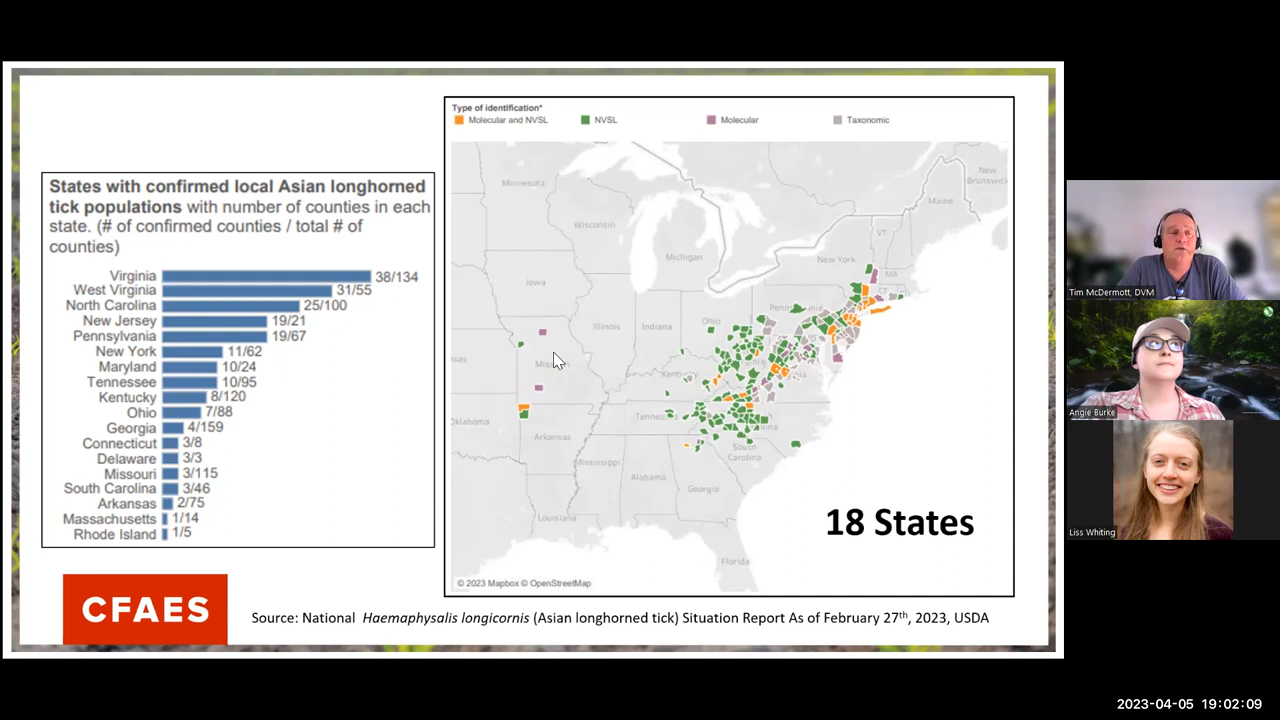 States with confirmed local Asian longhorned
tick populations with number of counties in each
state. (# of confirmed counties / total # of
counties)
Virginia 38/134
West Virginia 31/55
North Carolina 25/100
New Jersey 19/21
Pennsylvania 19/67
New York 11/62
Maryland 10/24
Tennessee 10/95
Kentucky 8/120
Ohio 7/88
Georgia 4/159
Connecticut 3/8
Delaware 3/3
Missouri 3/115
South Carolina 3/46
Arkansas 2/75
Massachusetts 1/14
Rhode Island 1/5
Type of identification*
Molecular and NVSL NVSL Molecular Taxonomic
Minnesota
Wisconsin
Michigan
Iowa
Illinois
Indiana
Ohio
New York
VT
MA
CT
Maine
New
Brunswick
Oklahoma
Arkansas
Mississippi
Alabama
Georgia
South
Carolina
Louisiana
Florida
18 States
© 2023 Mapbox © OpenStreetMap
CFAES
Source: National Haemaphysalis longicornis (Asian longhorned tick) Situation Report As of February 27th, 2023, USDA
Tim McDermott, DVM
Angie Burke
Liss Whiting
2023-04-05 19:02:09